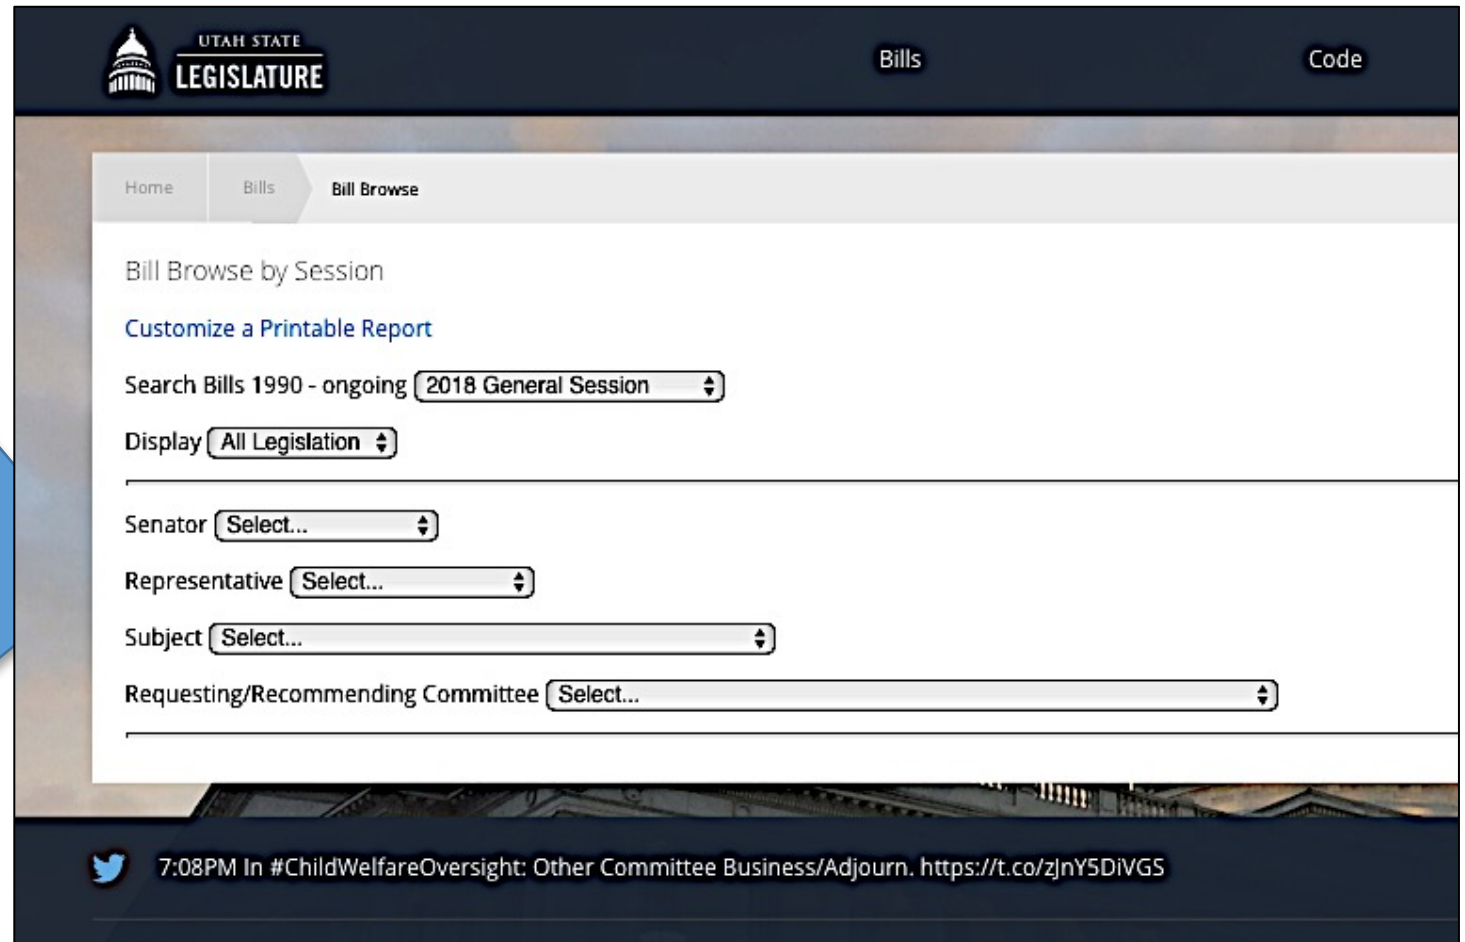 UTAH STATE
LEGISLATURE
Bills
Code
Home
Bills
Bill Browse
Bill Browse by Session
Customize a Printable Report
Search Bills 1990 - ongoing 2018 General Session
Display All Legislation
Senator Select...
Representative Select...
Subject Select...
Requesting/Recommending Committee Select...
7:08PM In #ChildWelfareOversight: Other Committee Business/Adjourn. https://t.co/zJnY5DiVGS